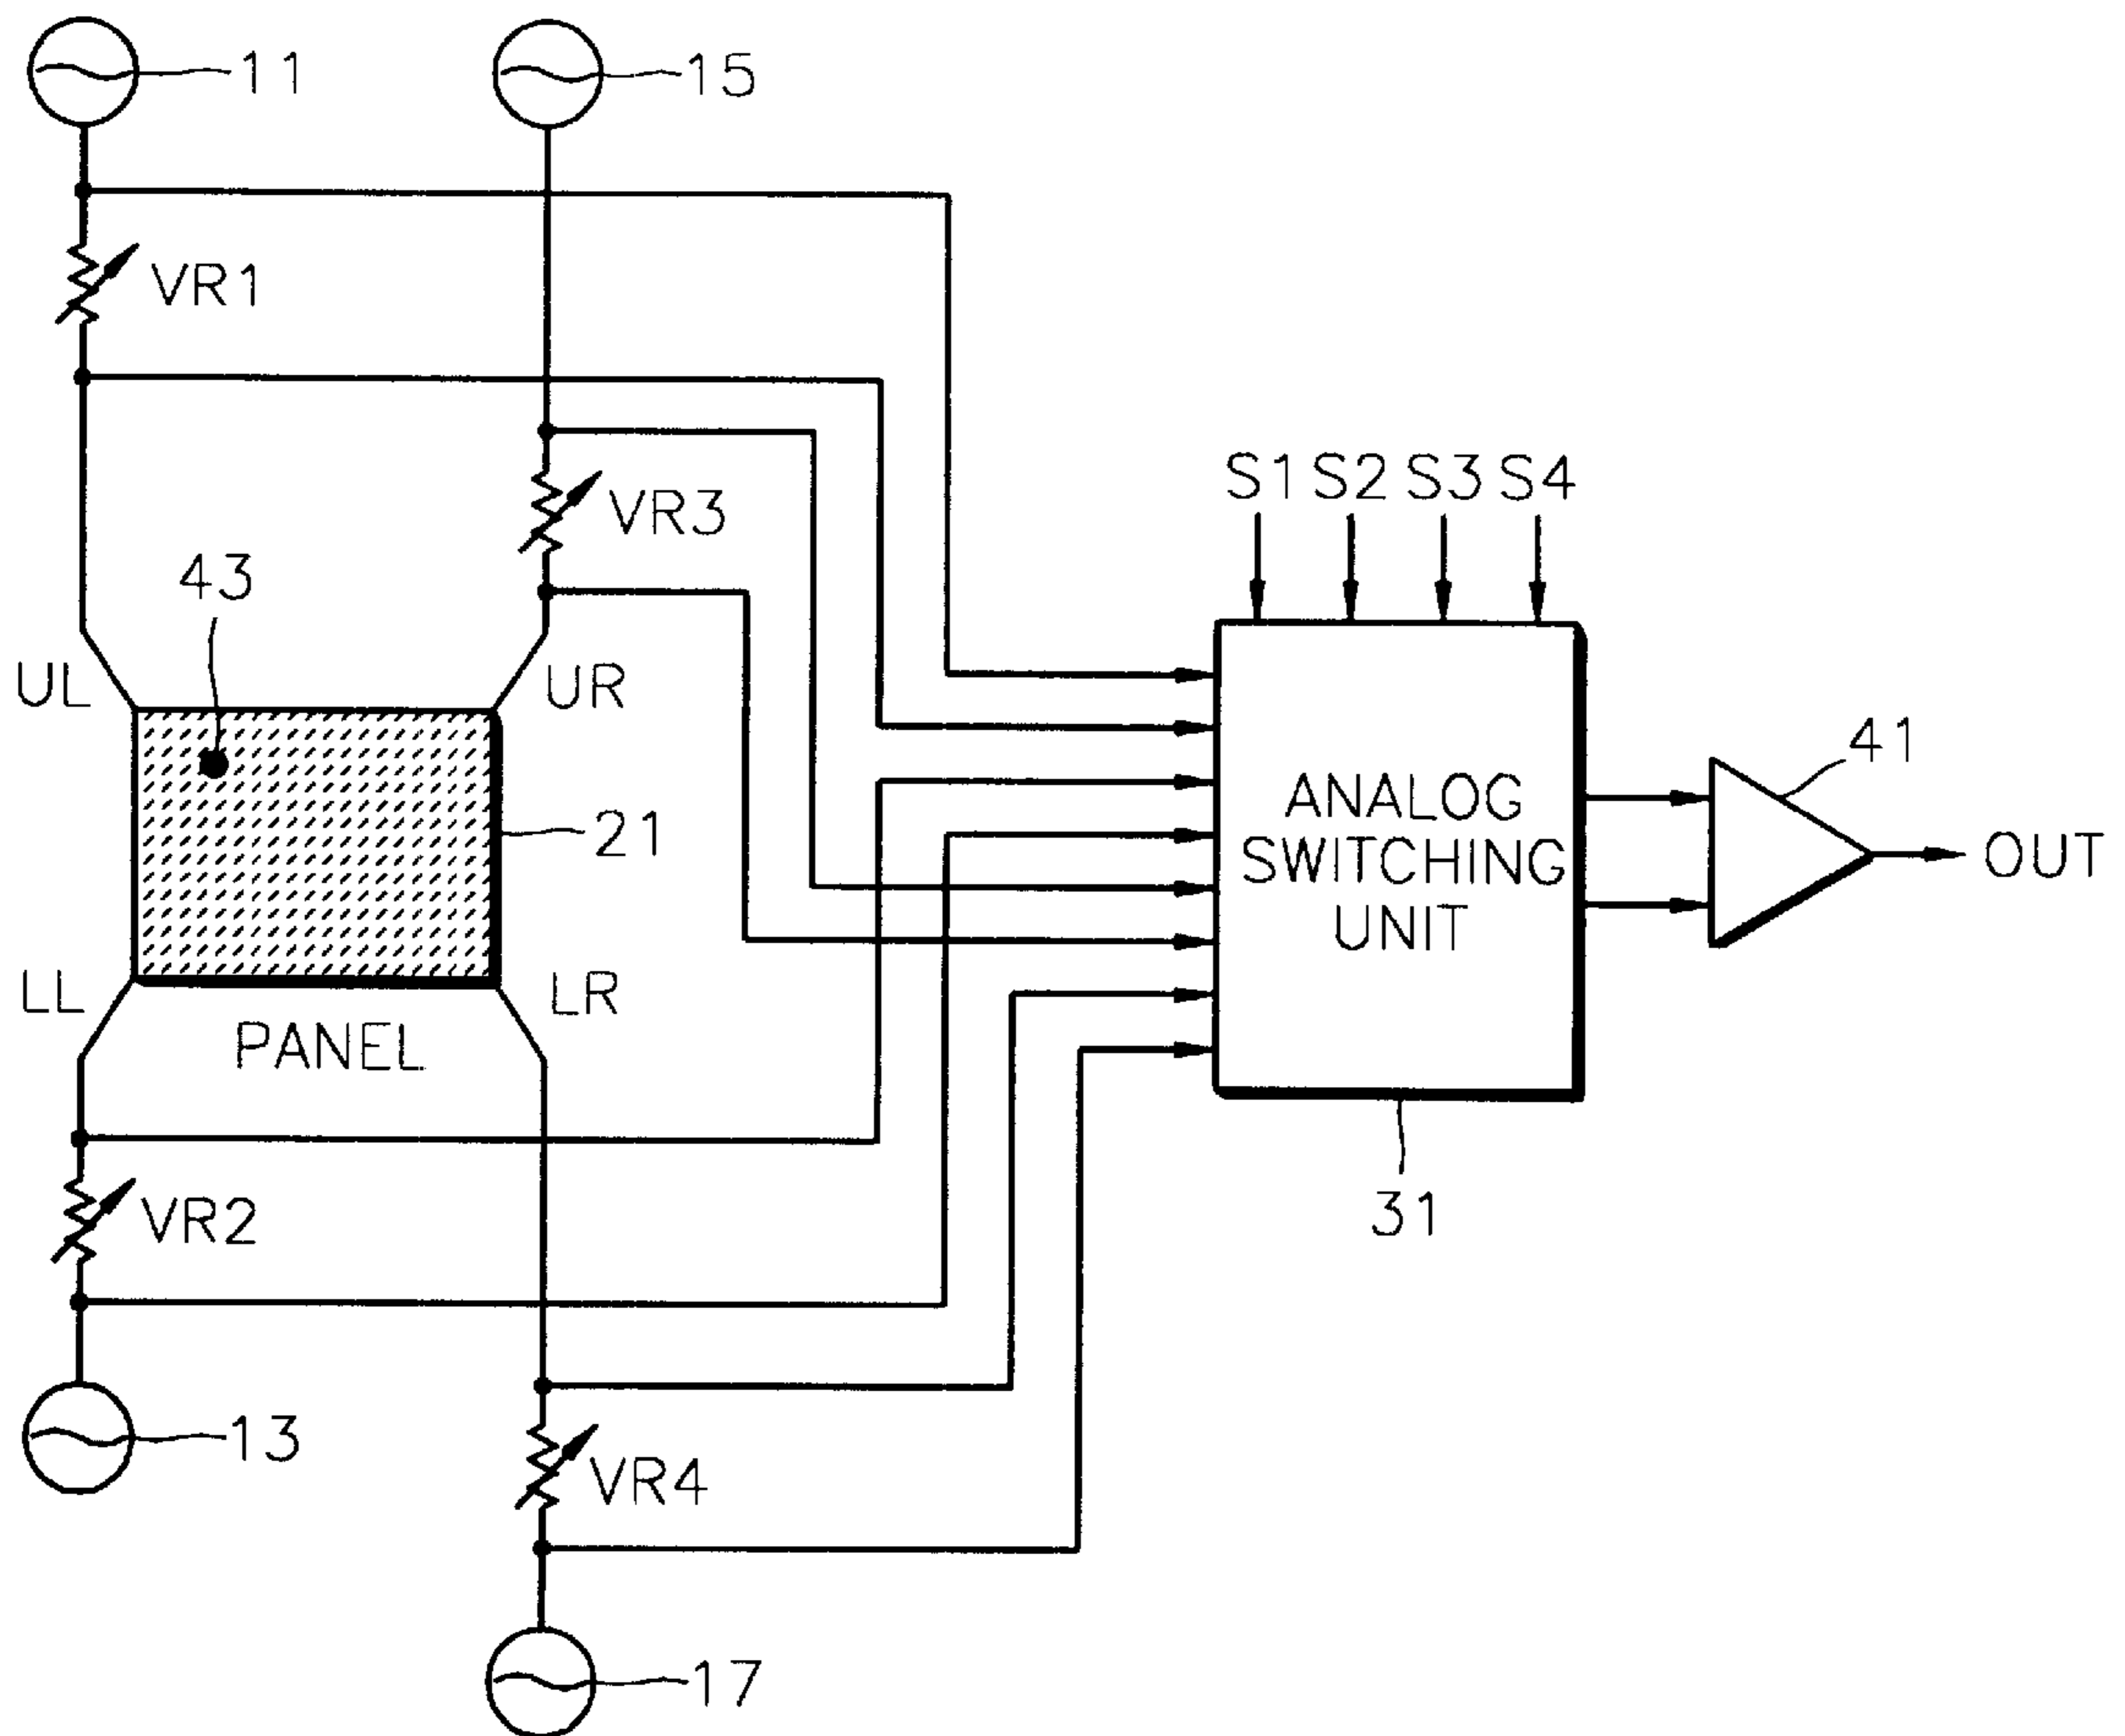 11
15
VR1
VR3
S1 S2 S3 S4
43
UL
UR
41
21
ANALOG
SWITCHING
UNIT
OUT
LL
LR
PANEL
VR2
31
13
VR4
17